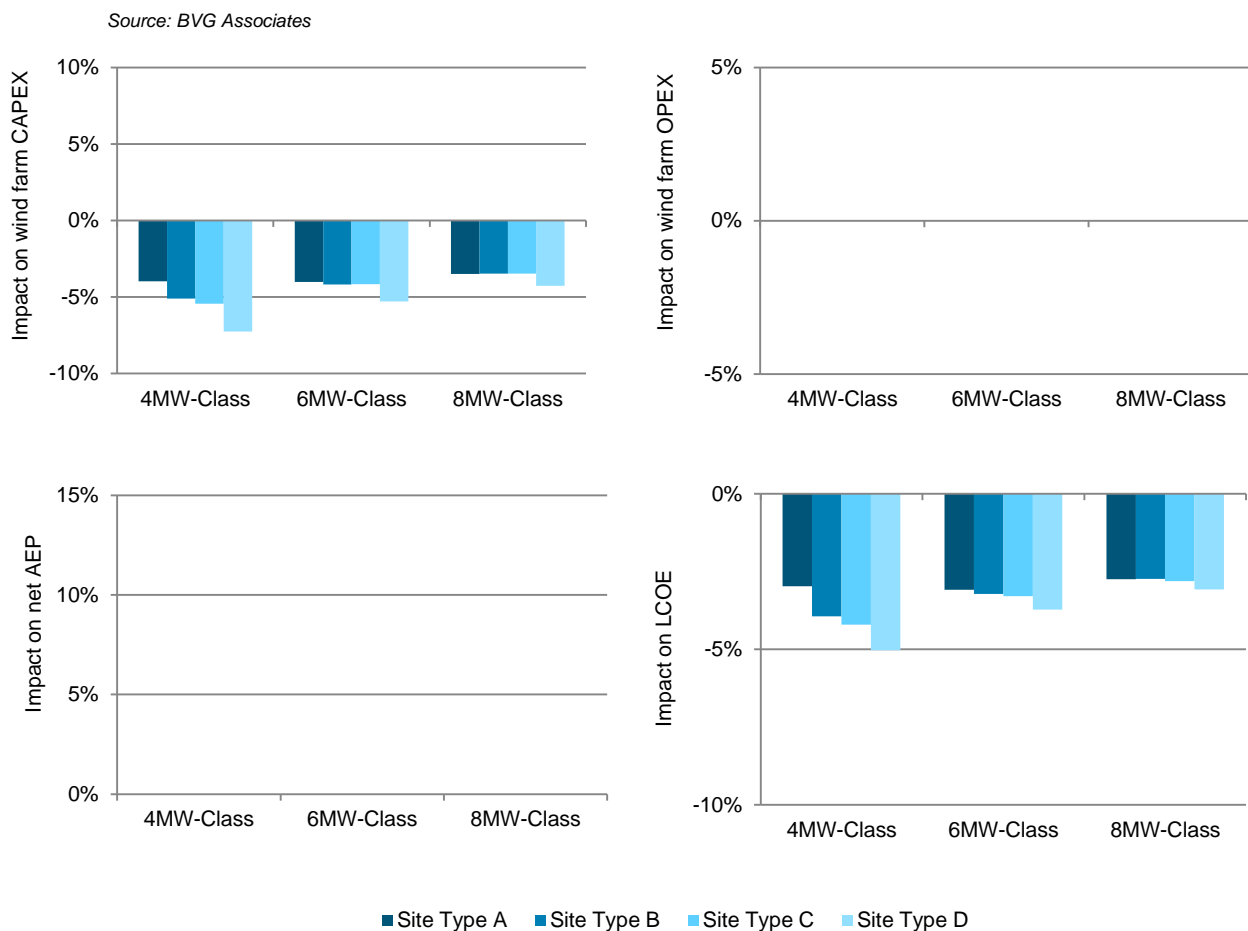 Source: BVG Associates
Impact on wind farm CAPEX
10%
5%
0%
-5%
-10%
4MW-Class 6MW-Class 8MW-Class
Impact on wind farm OPEX
5%
0%
-5%
4MW-Class 6MW-Class 8MW-Class
Impact on net AEP
15%
10%
5%
0%
4MW-Class 6MW-Class 8MW-Class
Impact on LCOE
0%
-5%
-10%
4MW-Class 6MW-Class 8MW-Class
Site Type A Site Type B Site Type C Site Type D